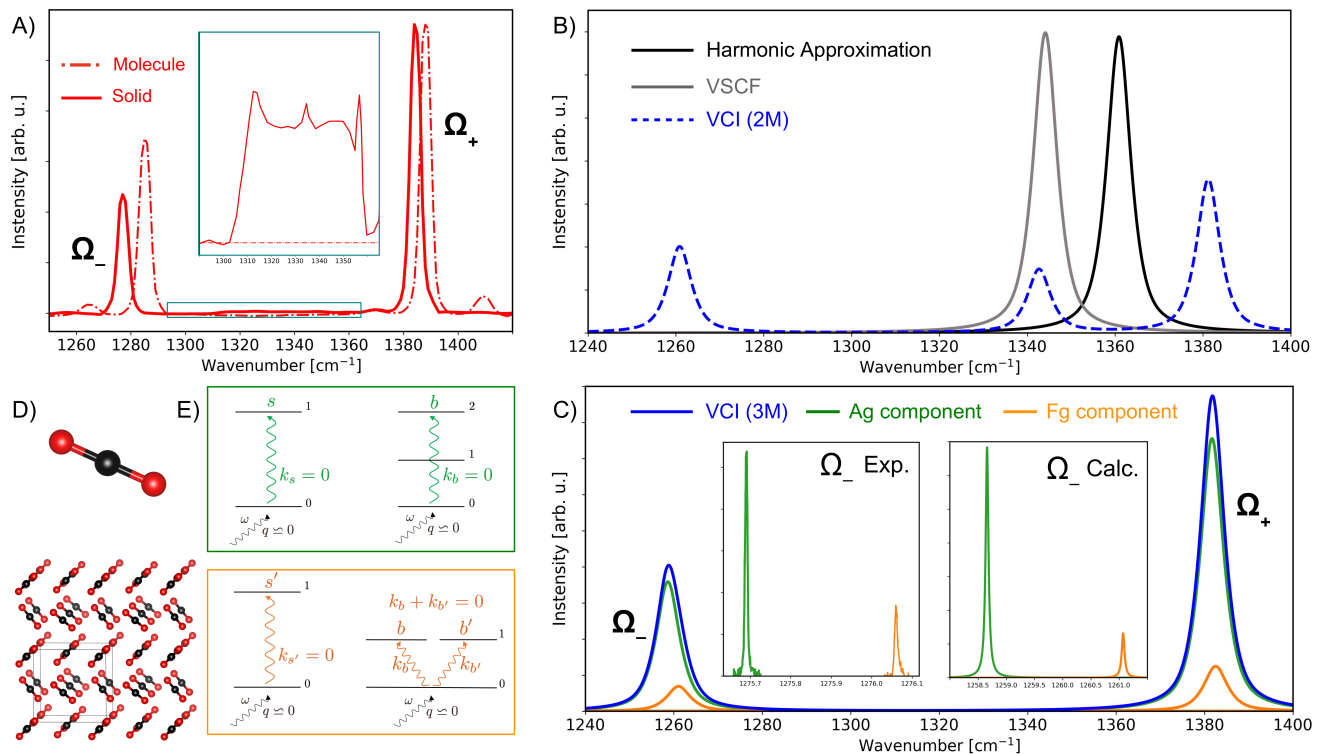 A)
Instensity [arb. u.]
Molecule
Solid
Ω₋
Ω₊
1300 1310 1320 1330 1340 1350
1260 1280 1300 1320 1340 1360 1380 1400
Wavenumber [cm⁻¹]
B)
Instensity [arb. u.]
Harmonic Approximation
VSCF
VCI (2M)
1240 1260 1280 1300 1320 1340 1360 1380 1400
Wavenumber [cm⁻¹]
D)
E)
s 1
b 2
1
k_s = 0
k_b = 0
0 0
ω q ≃ 0
ω q ≃ 0
s′ 1
k_b + k_b′ = 0
b b′ 1
k_s′ = 0
k_b k_b′
0 0
ω q ≃ 0
ω q ≃ 0
C)
Instensity [arb. u.]
VCI (3M) Ag component Fg component
Ω₋ Exp.
1275.7 1275.8 1275.9 1276.0 1276.1
Ω₋ Calc.
1258.5 1259.0 1259.5 1260.0 1260.5 1261.0
Ω₋
Ω₊
1240 1260 1280 1300 1320 1340 1360 1380 1400
Wavenumber [cm⁻¹]